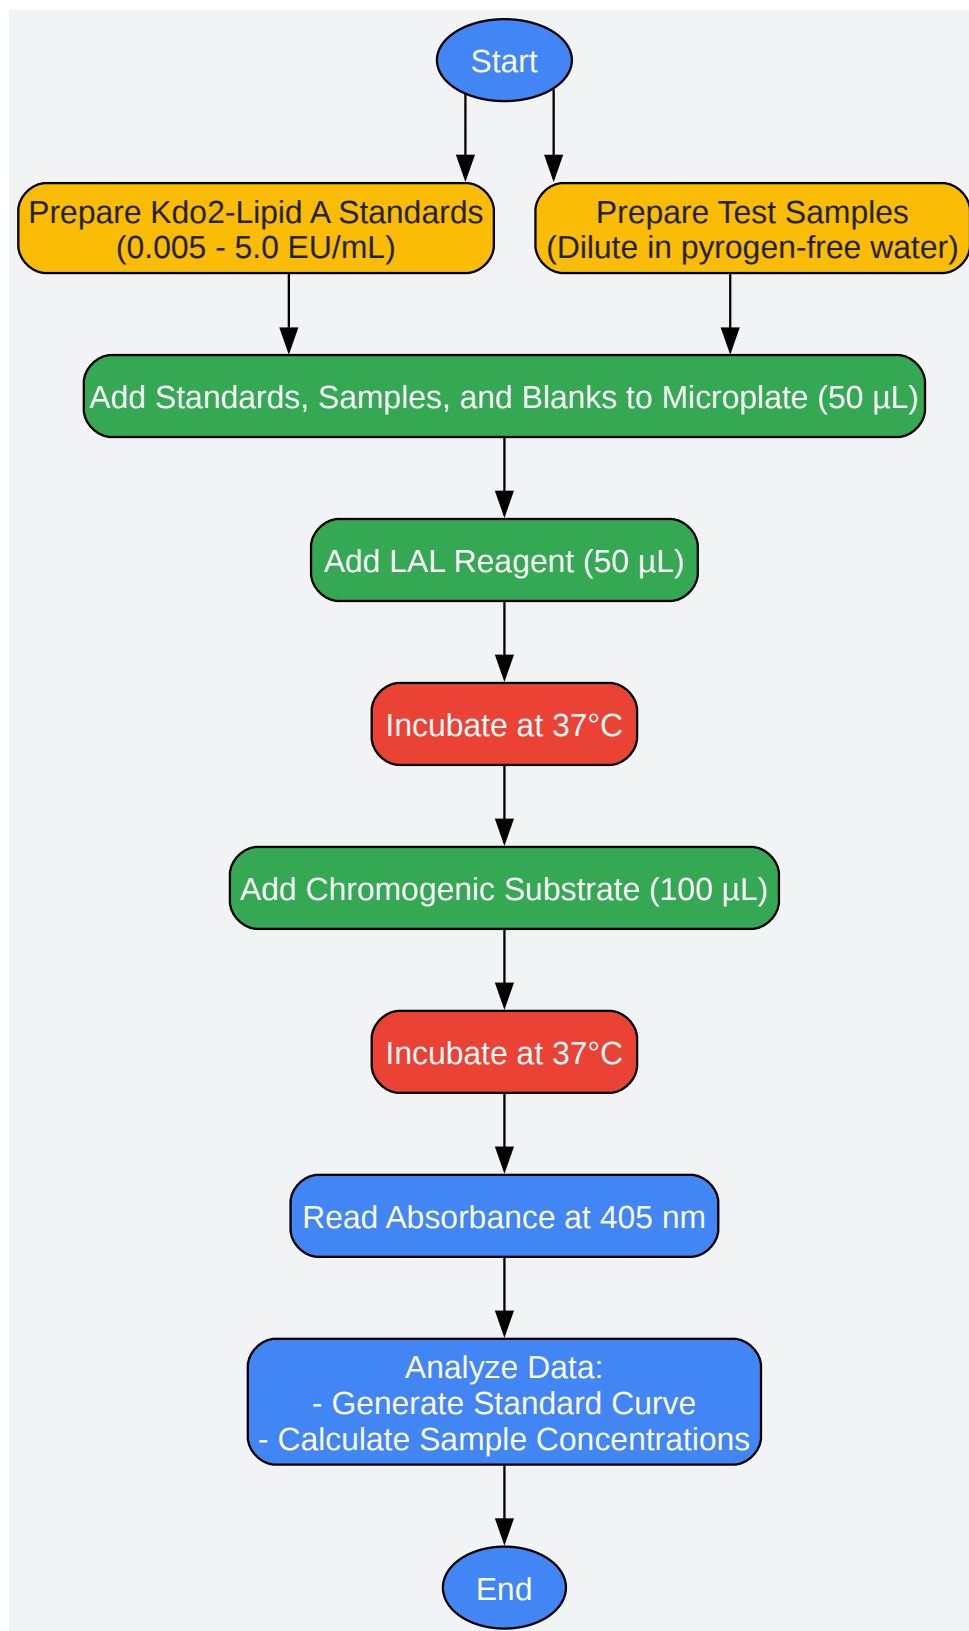 Start
Prepare Kdo2-Lipid A Standards
(0.005 - 5.0 EU/mL)
Prepare Test Samples
(Dilute in pyrogen-free water)
Add Standards, Samples, and Blanks to Microplate (50 µL)
Add LAL Reagent (50 µL)
Incubate at 37°C
Add Chromogenic Substrate (100 µL)
Incubate at 37°C
Read Absorbance at 405 nm
Analyze Data:
- Generate Standard Curve
- Calculate Sample Concentrations
End